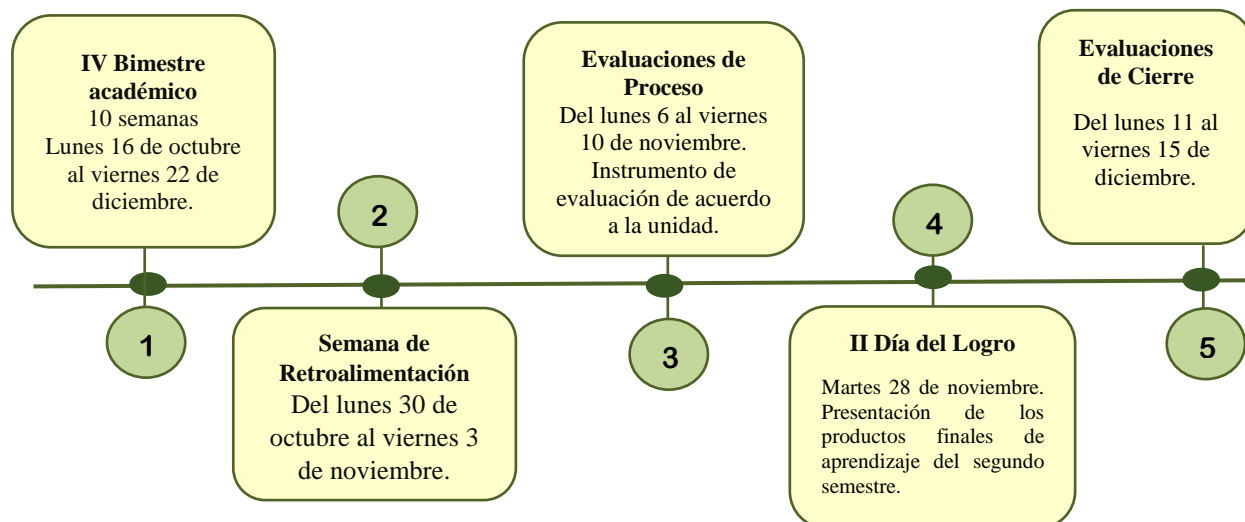 IV Bimestre
académico
10 semanas
Lunes 16 de octubre
al viernes 22 de
diciembre.
1
2
Semana de
Retroalimentación
Del lunes 30 de
octubre al viernes 3
de noviembre.
Evaluaciones de
Proceso
Del lunes 6 al viernes
10 de noviembre.
Instrumento de
evaluación de acuerdo
a la unidad.
3
4
II Día del Logro
Martes 28 de noviembre.
Presentación de los
productos finales de
aprendizaje del segundo
semestre.
Evaluaciones
de Cierre
Del lunes 11 al
viernes 15 de
diciembre.
5